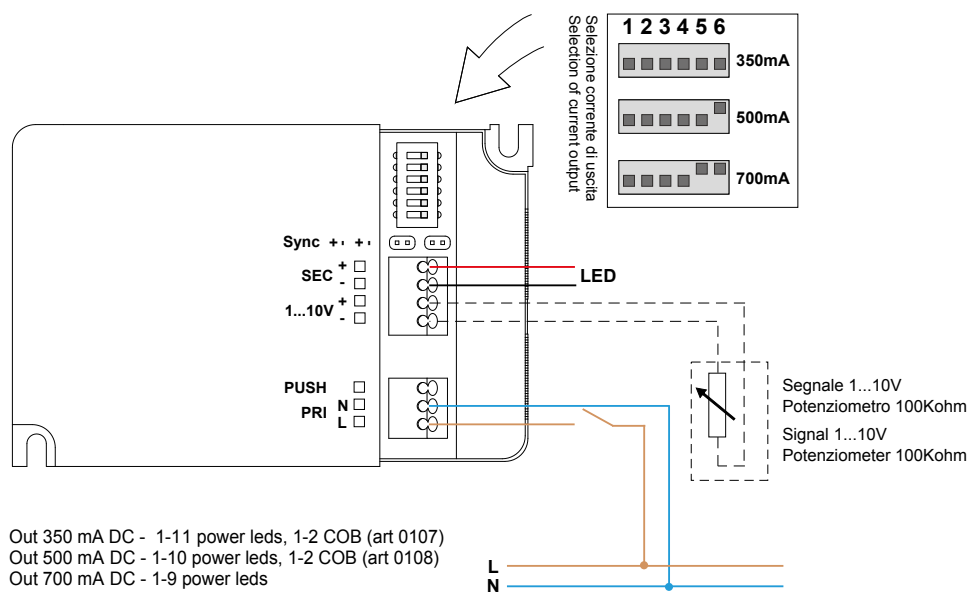 Selezione corrente di uscita
Selection of current output
1 2 3 4 5 6
350mA
500mA
700mA
Sync + - + -
SEC + -
LED
1...10V + -
PUSH
PRI N L
Segnale 1...10V
Potenziometro 100Kohm
Signal 1...10V
Potenziometer 100Kohm
Out 350 mA DC - 1-11 power leds, 1-2 COB (art 0107)
Out 500 mA DC - 1-10 power leds, 1-2 COB (art 0108)
Out 700 mA DC - 1-9 power leds
L
N